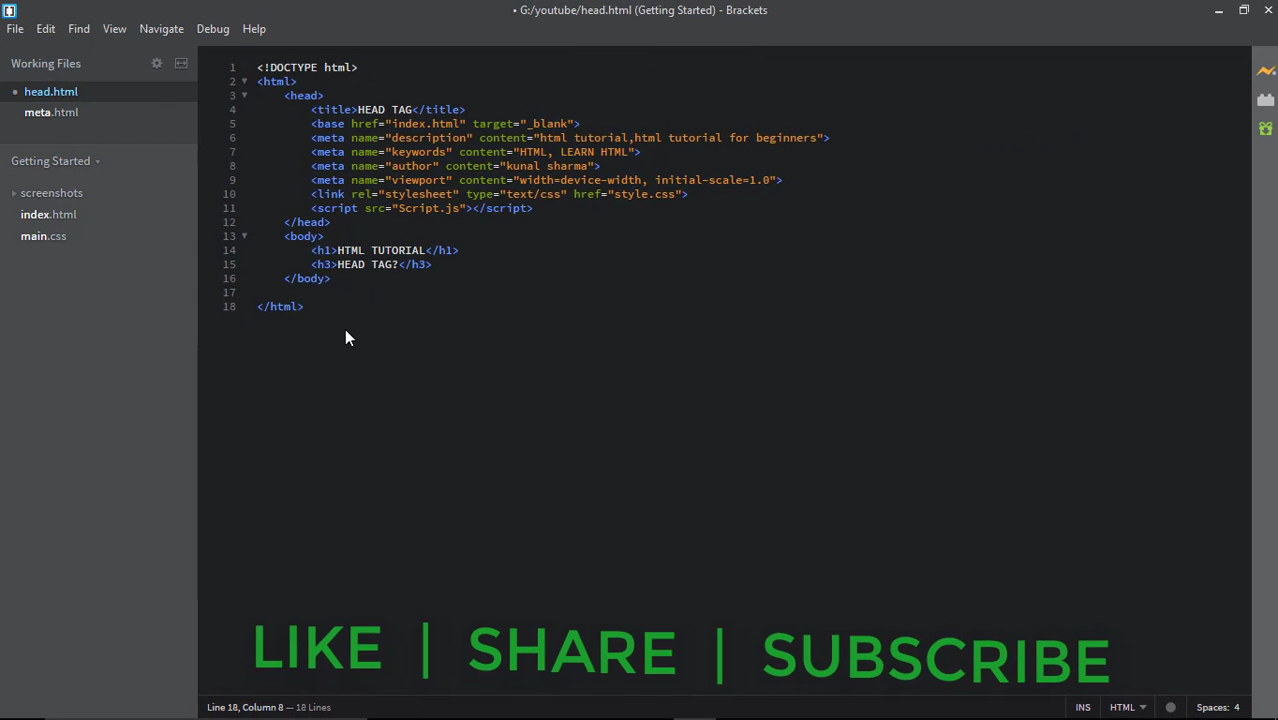 • G:/youtube/head.html (Getting Started) - Brackets
File Edit Find View Navigate Debug Help
Working Files
• head.html
meta.html
Getting Started
screenshots
index.html
main.css
1 <!DOCTYPE html>
2 <html>
3 <head>
4 <title>HEAD TAG</title>
5 <base href="index.html" target="_blank">
6 <meta name="description" content="html tutorial,html tutorial for beginners">
7 <meta name="keywords" content="HTML, LEARN HTML">
8 <meta name="author" content="kunal sharma">
9 <meta name="viewport" content="width=device-width, initial-scale=1.0">
10 <link rel="stylesheet" type="text/css" href="style.css">
11 <script src="Script.js"></script>
12 </head>
13 <body>
14 <h1>HTML TUTORIAL</h1>
15 <h3>HEAD TAG?</h3>
16 </body>
17
18 </html>
LIKE | SHARE | SUBSCRIBE
Line 18, Column 8 — 18 Lines
INS HTML Spaces: 4